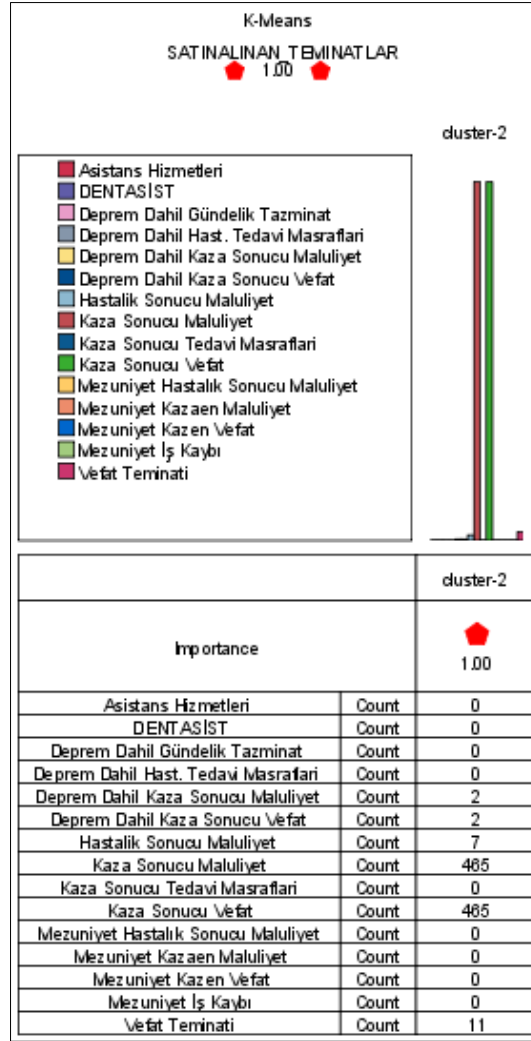 K-Means
SATINALINAN_TEMINATLAR
1.00
cluster-2
Asistans Hizmetleri
DENTASİST
Deprem Dahil Gündelik Tazminat
Deprem Dahil Hast. Tedavi Masraflari
Deprem Dahil Kaza Sonucu Maluliyet
Deprem Dahil Kaza Sonucu Vefat
Hastalik Sonucu Maluliyet
Kaza Sonucu Maluliyet
Kaza Sonucu Tedavi Masraflari
Kaza Sonucu Vefat
Mezuniyet Hastalık Sonucu Maluliyet
Mezuniyet Kazaen Maluliyet
Mezuniyet Kazen Vefat
Mezuniyet İş Kaybı
Vefat Teminati
cluster-2
Importance
1.00
Asistans Hizmetleri Count 0
DENTASİST Count 0
Deprem Dahil Gündelik Tazminat Count 0
Deprem Dahil Hast. Tedavi Masraflari Count 0
Deprem Dahil Kaza Sonucu Maluliyet Count 2
Deprem Dahil Kaza Sonucu Vefat Count 2
Hastalik Sonucu Maluliyet Count 7
Kaza Sonucu Maluliyet Count 465
Kaza Sonucu Tedavi Masraflari Count 0
Kaza Sonucu Vefat Count 465
Mezuniyet Hastalık Sonucu Maluliyet Count 0
Mezuniyet Kazaen Maluliyet Count 0
Mezuniyet Kazen Vefat Count 0
Mezuniyet İş Kaybı Count 0
Vefat Teminati Count 11